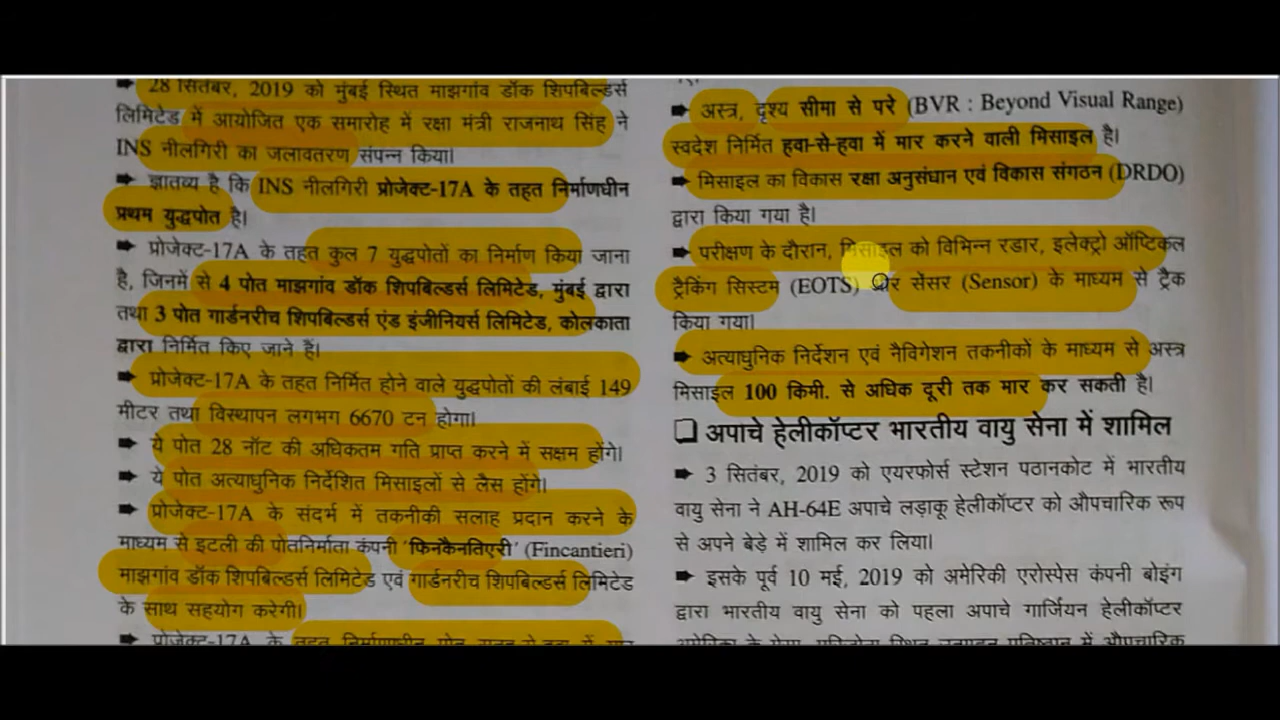 ➨ 28 सितंबर, 2019 को मुंबई स्थित माझगांव डॉक शिपबिल्डर्स
लिमिटेड में आयोजित एक समारोह में रक्षा मंत्री राजनाथ सिंह ने
INS नीलगिरी का जलावतरण संपन्न किया।
➨ ज्ञातव्य है कि INS नीलगिरी प्रोजेक्ट-17A के तहत निर्माणधीन
प्रथम युद्धपोत है।
➨ प्रोजेक्ट-17A के तहत कुल 7 युद्धपोतों का निर्माण किया जाना
है, जिनमें से 4 पोत माझगांव डॉक शिपबिल्डर्स लिमिटेड, मुंबई द्वारा
तथा 3 पोत गार्डनरीच शिपबिल्डर्स एंड इंजीनियर्स लिमिटेड, कोलकाता
द्वारा निर्मित किए जाने हैं।
➨ प्रोजेक्ट-17A के तहत निर्मित होने वाले युद्धपोतों की लंबाई 149
मीटर तथा विस्थापन लगभग 6670 टन होगा।
➨ ये पोत 28 नॉट की अधिकतम गति प्राप्त करने में सक्षम होंगे।
➨ ये पोत अत्याधुनिक निर्देशित मिसाइलों से लैस होंगे।
➨ प्रोजेक्ट-17A के संदर्भ में तकनीकी सलाह प्रदान करने के
माध्यम से इटली की पोतनिर्माता कंपनी 'फिनकैनतिएरी' (Fincantieri)
माझगांव डॉक शिपबिल्डर्स लिमिटेड एवं गार्डनरीच शिपबिल्डर्स लिमिटेड
के साथ सहयोग करेगी।
➨ प्रोजेक्ट-17A के तहत निर्माणधीन पोत
➨ अस्त्र, दृश्य सीमा से परे (BVR : Beyond Visual Range)
स्वदेश निर्मित हवा-से-हवा में मार करने वाली मिसाइल है।
➨ मिसाइल का विकास रक्षा अनुसंधान एवं विकास संगठन (DRDO)
द्वारा किया गया है।
➨ परीक्षण के दौरान, मिसाइल को विभिन्न रडार, इलेक्ट्रो ऑप्टिकल
ट्रैकिंग सिस्टम (EOTS) और सेंसर (Sensor) के माध्यम से ट्रैक
किया गया।
➨ अत्याधुनिक निर्देशन एवं नैविगेशन तकनीकों के माध्यम से अस्त्र
मिसाइल 100 किमी. से अधिक दूरी तक मार कर सकती है।
❑ अपाचे हेलीकॉप्टर भारतीय वायु सेना में शामिल
➨ 3 सितंबर, 2019 को एयरफोर्स स्टेशन पठानकोट में भारतीय
वायु सेना ने AH-64E अपाचे लड़ाकू हेलीकॉप्टर को औपचारिक रूप
से अपने बेड़े में शामिल कर लिया।
➨ इसके पूर्व 10 मई, 2019 को अमेरिकी एरोस्पेस कंपनी बोइंग
द्वारा भारतीय वायु सेना को पहला अपाचे गार्जियन हेलीकॉप्टर